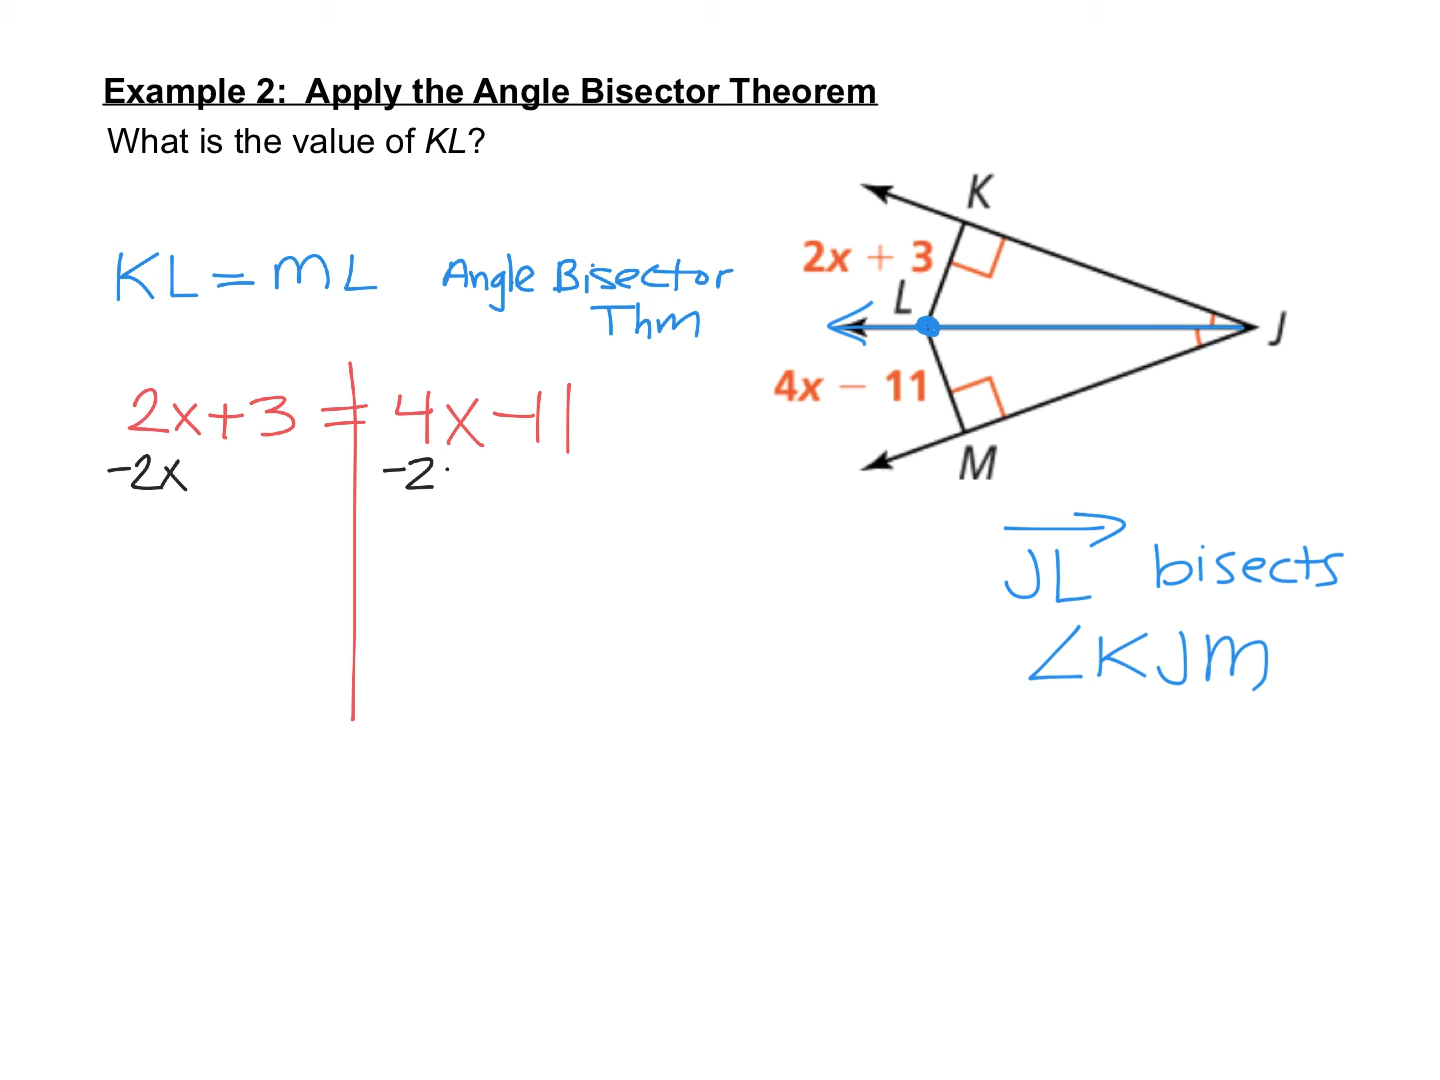 Example 2:  Apply the Angle Bisector Theorem
What is the value of KL?
K
KL = mL Angle Bisector
Thm
2x + 3
L
J
2x+3 = 4x-11
4x − 11
-2x -2
M
JL bisects
∠KJM